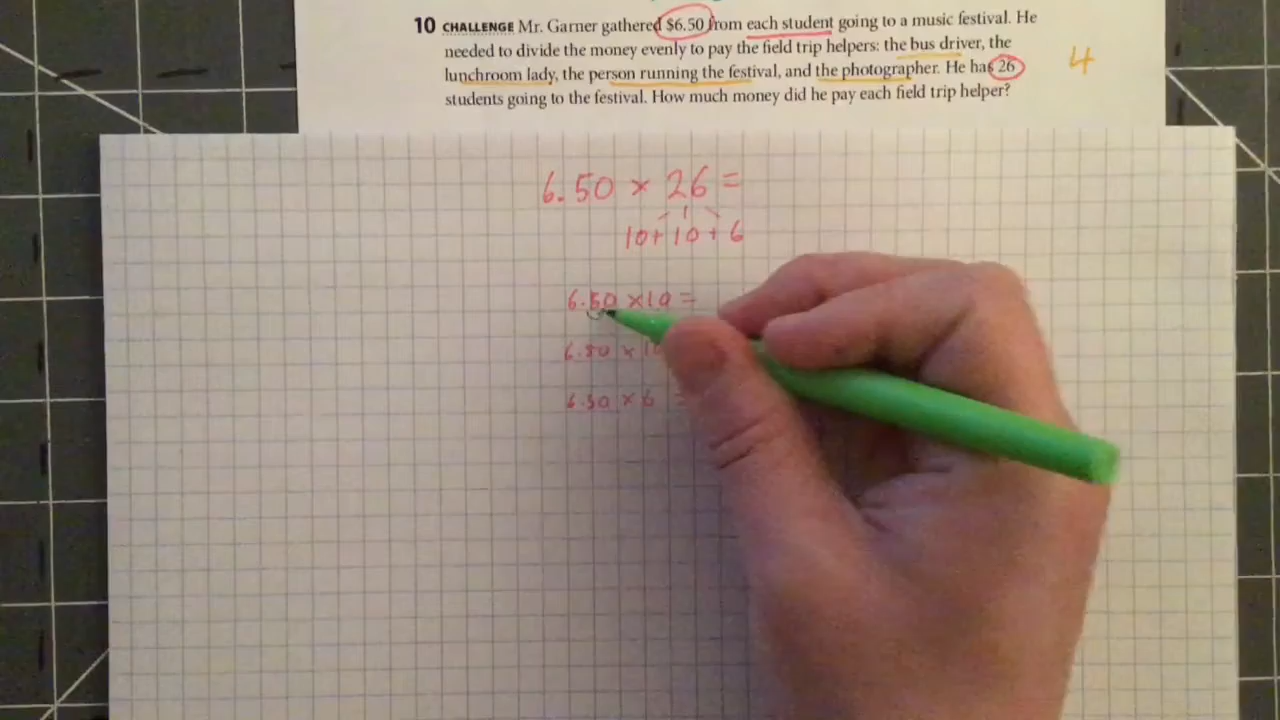 10 CHALLENGE Mr. Garner gathered $6.50 from each student going to a music festival. He
needed to divide the money evenly to pay the field trip helpers: the bus driver, the
lunchroom lady, the person running the festival, and the photographer. He has 26
students going to the festival. How much money did he pay each field trip helper?
4
6.50 × 26 =
10 + 10 + 6
6.50 × 10 =
6.50 × 10
6.50 × 6 =